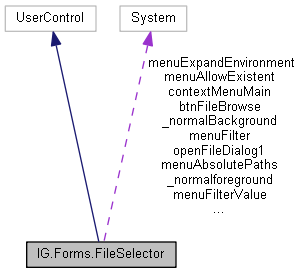 UserControl
System
menuExpandEnvironment
menuAllowExistent
contextMenuMain
btnFileBrowse
_normalBackground
menuFilter
openFileDialog1
menuAbsolutePaths
_normalforeground
menuFilterValue
...
IG.Forms.FileSelector